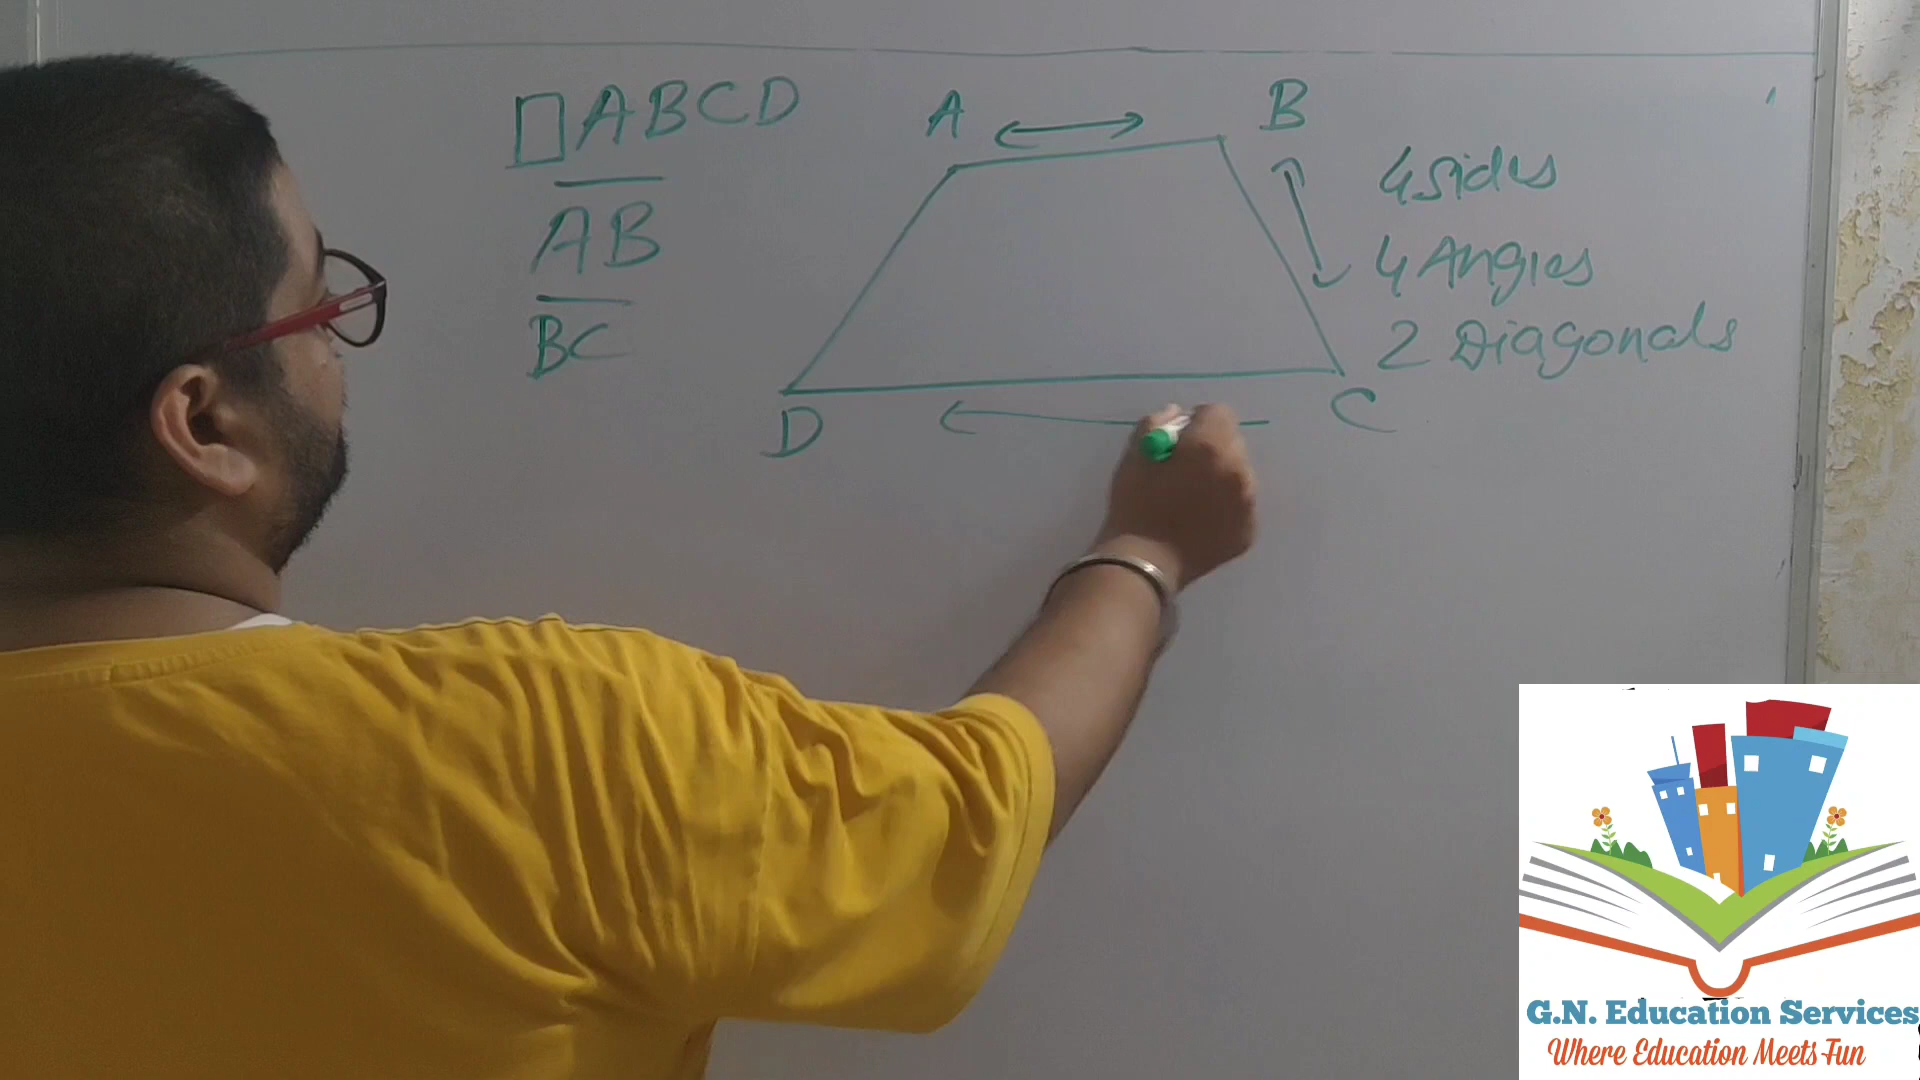 □ABCD
AB
BC
A
B
D
C
4 Sides
4 Angles
2 Diagonals
G.N. Education Services
Where Education Meets Fun